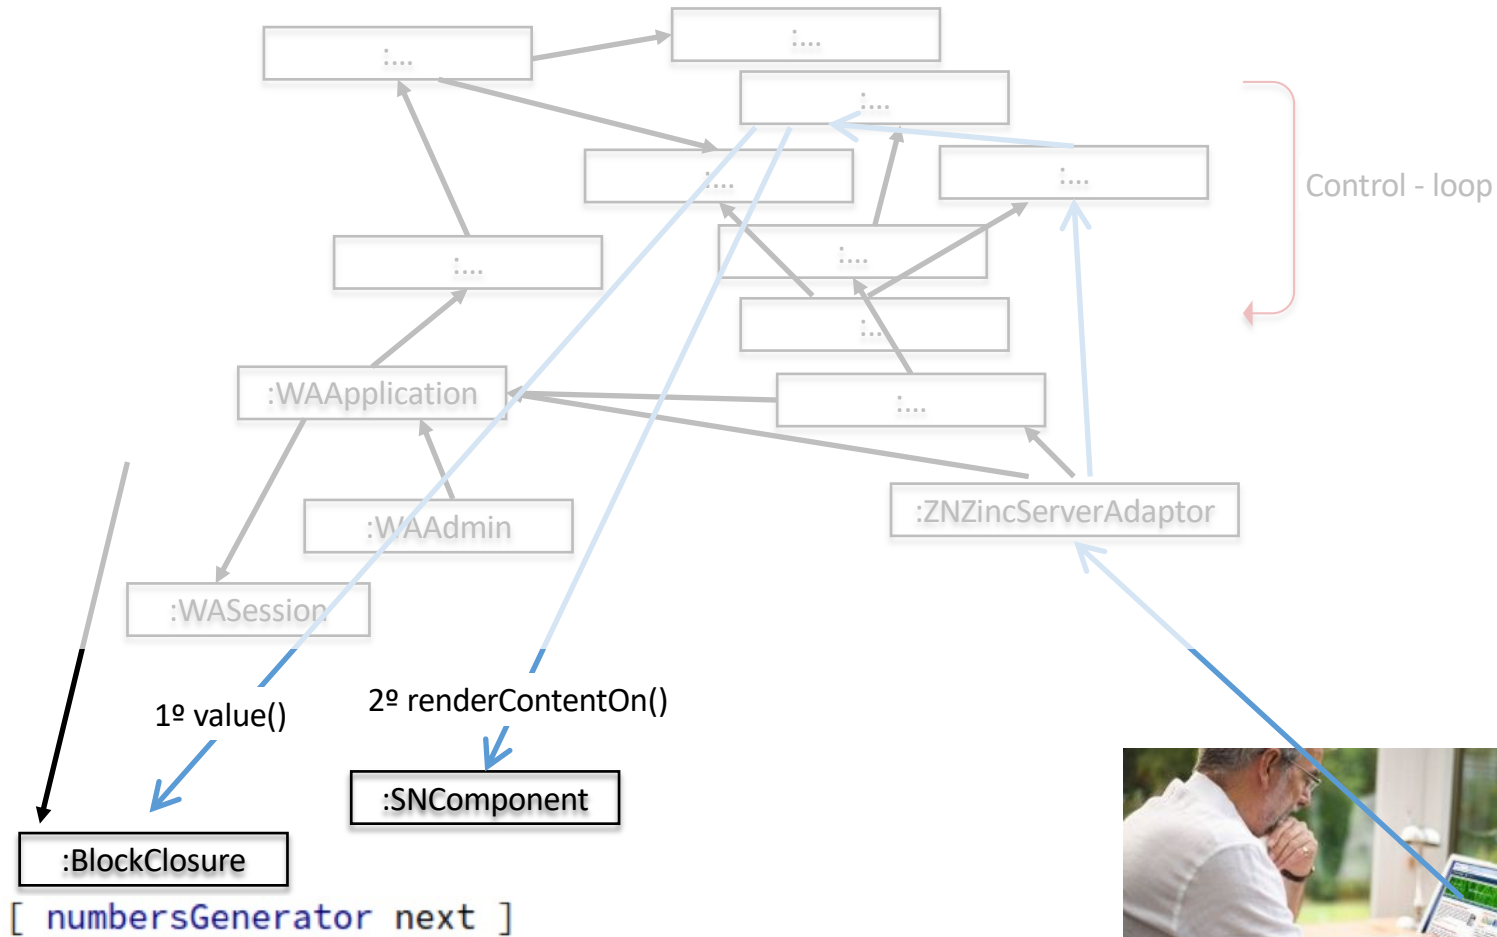 :...
:...
:...
:...
:...
Control - loop
:...
:...
:...
:WAApplication
:...
:ZNZincServerAdaptor
:WAAdmin
:WASession
2º renderContentOn()
1º value()
:SNComponent
:BlockClosure
[ numbersGenerator next ]